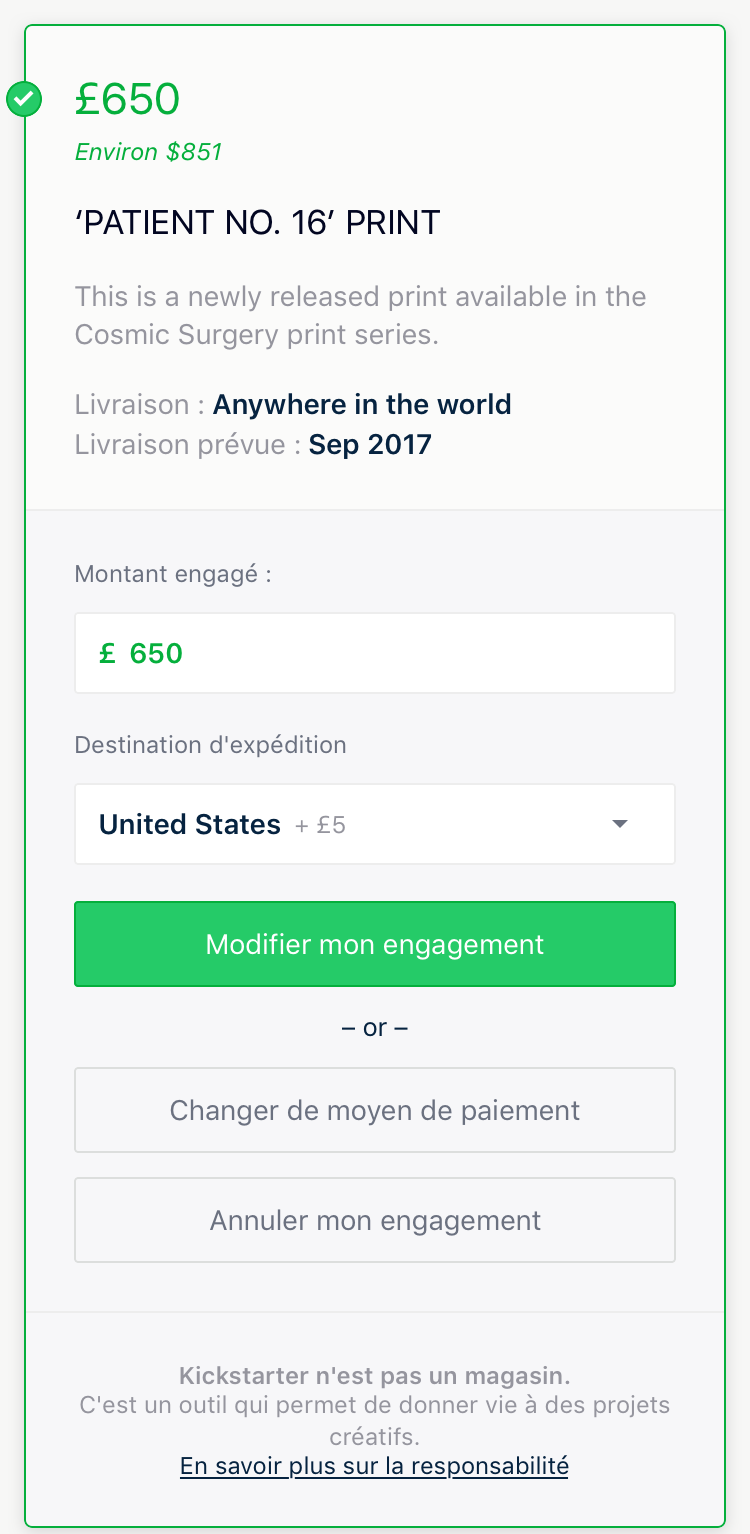 £650
Environ $851
‘PATIENT NO. 16’ PRINT
This is a newly released print available in the
Cosmic Surgery print series.
Livraison : Anywhere in the world
Livraison prévue : Sep 2017
Montant engagé :
£ 650
Destination d'expédition
United States + £5
Modifier mon engagement
– or –
Changer de moyen de paiement
Annuler mon engagement
Kickstarter n'est pas un magasin.
C'est un outil qui permet de donner vie à des projets
créatifs.
En savoir plus sur la responsabilité